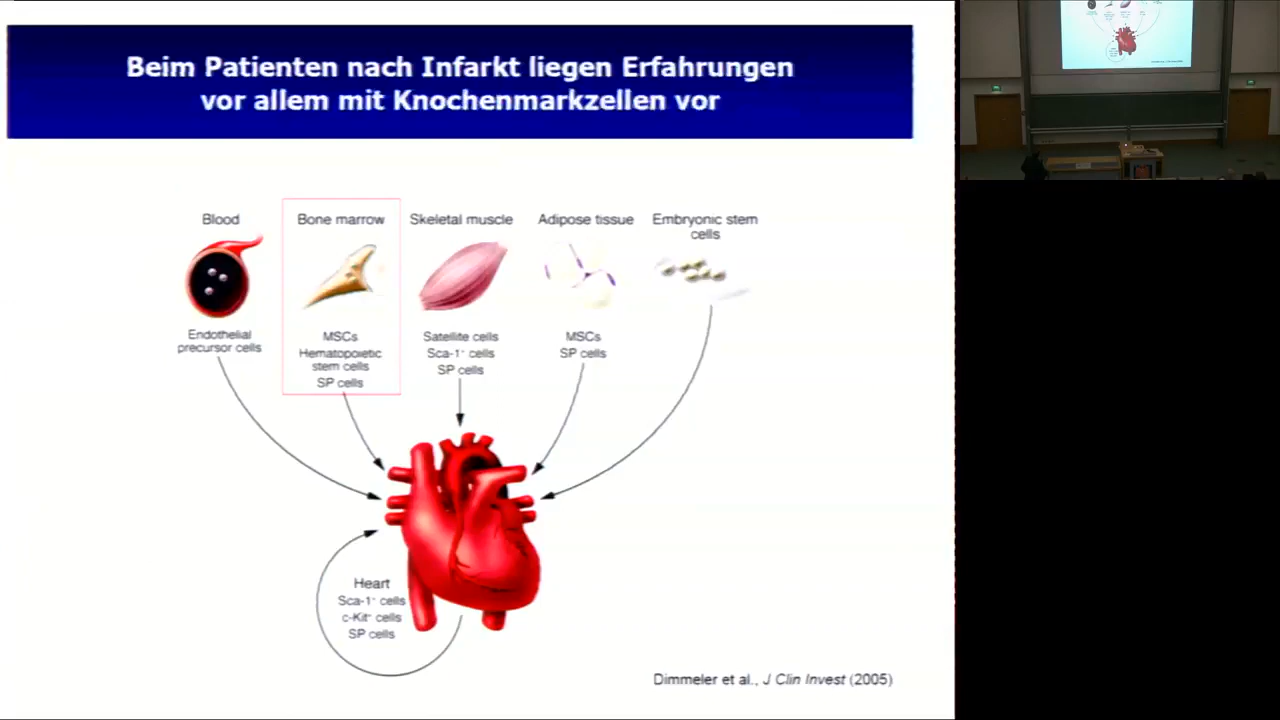 Beim Patienten nach Infarkt liegen Erfahrungen
vor allem mit Knochenmarkzellen vor
Blood
Bone marrow
Skeletal muscle
Adipose tissue
Embryonic stem
cells
Endothelial
precursor cells
MSCs
Hematopoietic
stem cells
SP cells
Satellite cells
Sca-1+ cells
SP cells
MSCs
SP cells
Heart
Sca-1+ cells
c-Kit+ cells
SP cells
Dimmeler et al., J Clin Invest (2005)